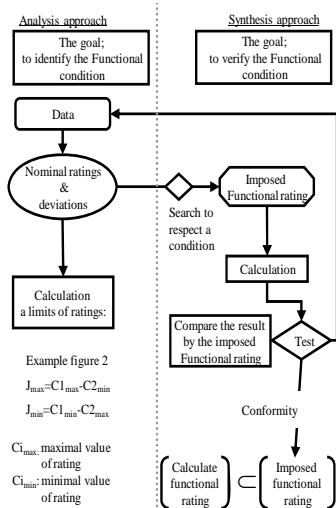 Analysis approach
The goal;
to identify the Functional
condition
Data
Nominal ratings
&
deviations
Calculation
a limits of ratings:
Example figure 2
Jmax=C1max-C2min
Jmin=C1min-C2max
Cimax: maximal value
of rating
Cimin: minimal value
of rating
Synthesis approach
The goal;
to verify the Functional
condition
Imposed
Functional rating
Search to
respect a
condition
Calculation
Compare the result
by the imposed
Functional rating
Test
Conformity
Calculate
functional
rating
⊂
Imposed
functional
rating